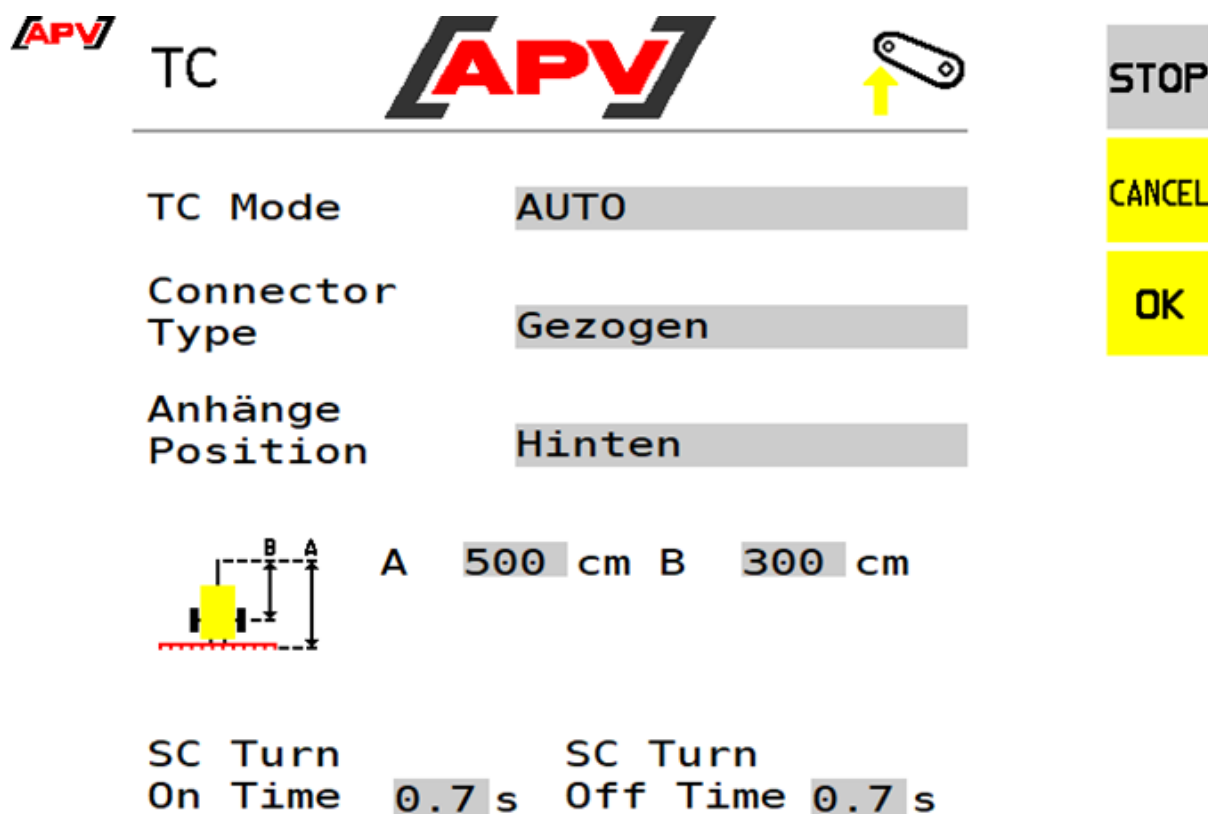 APV
TC
APV
STOP
TC Mode AUTO
CANCEL
Connector
Type Gezogen
OK
Anhänge
Position Hinten
B A
A 500 cm B 300 cm
SC Turn SC Turn
On Time 0.7 s Off Time 0.7 s